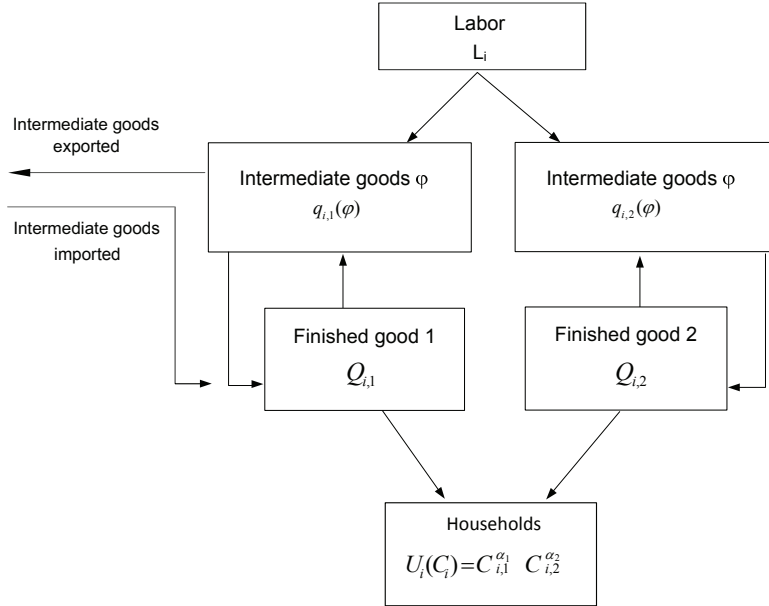 Labor
L_i
Intermediate goods
exported
Intermediate goods φ
q_{i,1}(φ)
Intermediate goods φ
q_{i,2}(φ)
Intermediate goods
imported
Finished good 1
Q_{i,1}
Finished good 2
Q_{i,2}
Households
U_i(C_i)=C_{i,1}^{α_1} C_{i,2}^{α_2}